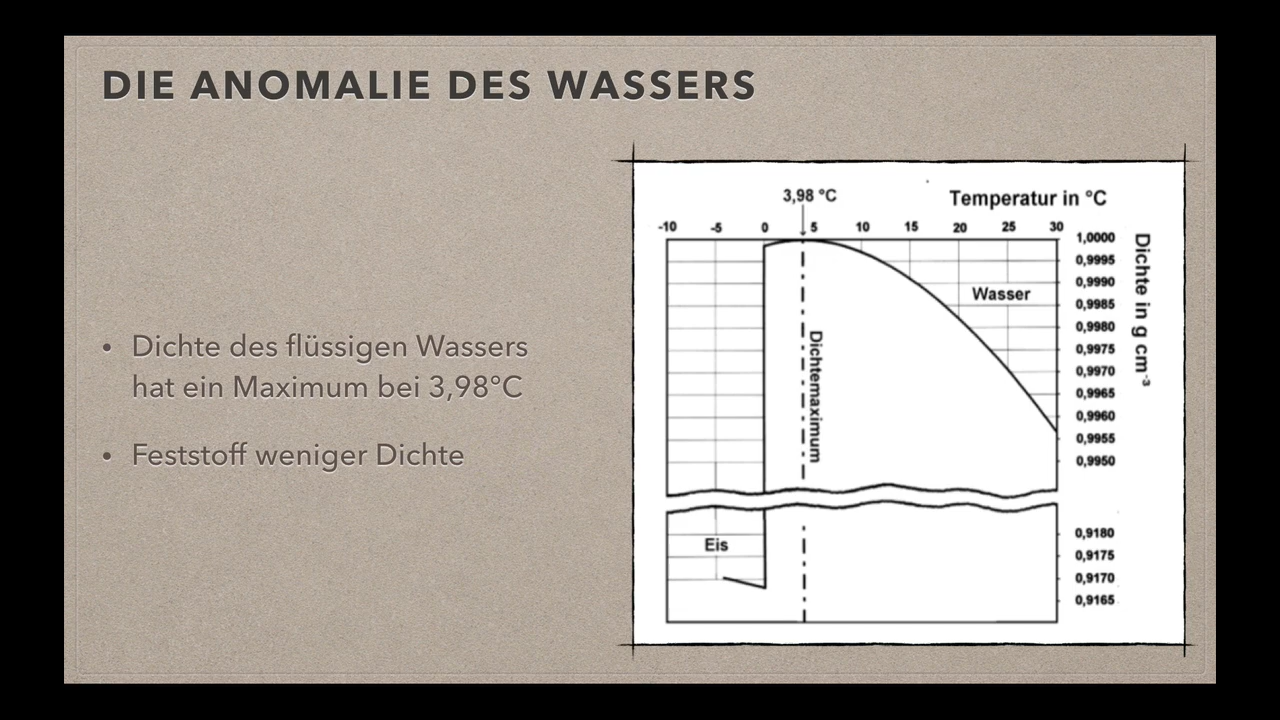 DIE ANOMALIE DES WASSERS
• Dichte des flüssigen Wassers
hat ein Maximum bei 3,98°C
• Feststoff weniger Dichte
3,98 °C
Temperatur in °C
-10 -5 0 5 10 15 20 25 30
1,0000
0,9995
0,9990
0,9985
0,9980
0,9975
0,9970
0,9965
0,9960
0,9955
0,9950
0,9180
0,9175
0,9170
0,9165
Dichte in g cm⁻³
Wasser
Dichtemaximum
Eis